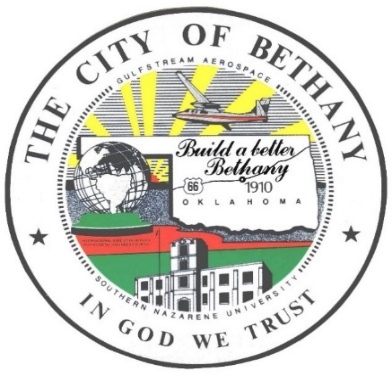 THE CITY OF BETHANY
GULFSTREAM AEROSPACE
Build a better
Bethany
66
1910
OKLAHOMA
SOUTHERN NAZARENE UNIVERSITY
IN GOD WE TRUST